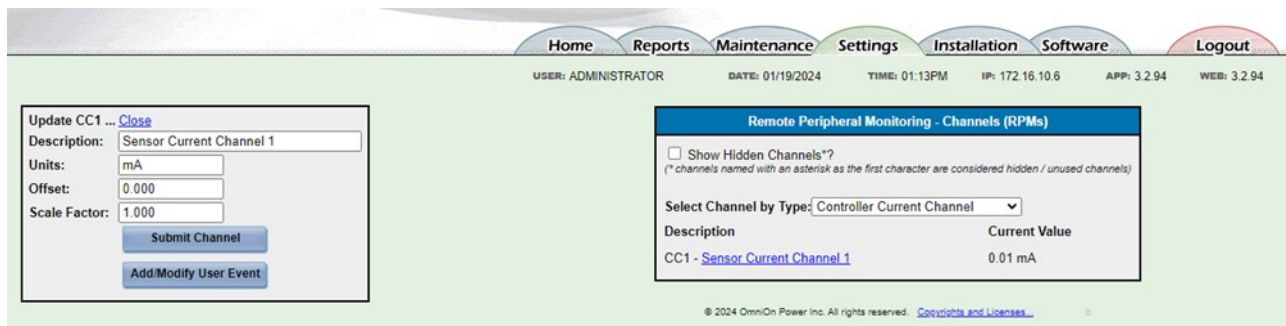 Home Reports Maintenance Settings Installation Software Logout
USER: ADMINISTRATOR DATE: 01/19/2024 TIME: 01:13PM IP: 172.16.10.6 APP: 3.2.94 WEB: 3.2.94
Update CC1 ... Close
Description: Sensor Current Channel 1
Units: mA
Offset: 0.000
Scale Factor: 1.000
Submit Channel
Add/Modify User Event
Remote Peripheral Monitoring - Channels (RPMs)
Show Hidden Channels*?
(* channels named with an asterisk as the first character are considered hidden / unused channels)
Select Channel by Type: Controller Current Channel
Description Current Value
CC1 - Sensor Current Channel 1 0.01 mA
© 2024 OmniOn Power Inc. All rights reserved. Copyrights and Licenses...